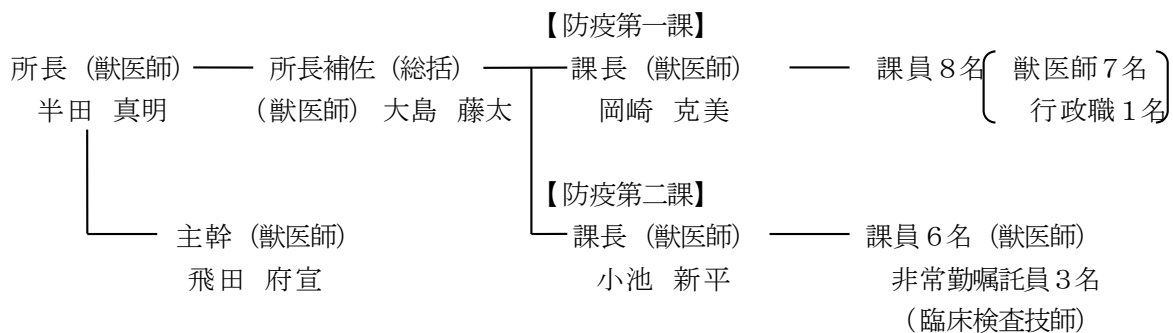 【防疫第一課】
所長（獣医師） 所長補佐（総括） 課長（獣医師） 課員８名 獣医師７名
半田 真明 （獣医師）大島 藤太 岡崎 克美 行政職１名
【防疫第二課】
主幹（獣医師） 課長（獣医師） 課員６名（獣医師）
飛田 府宣 小池 新平 非常勤嘱託員３名
（臨床検査技師）